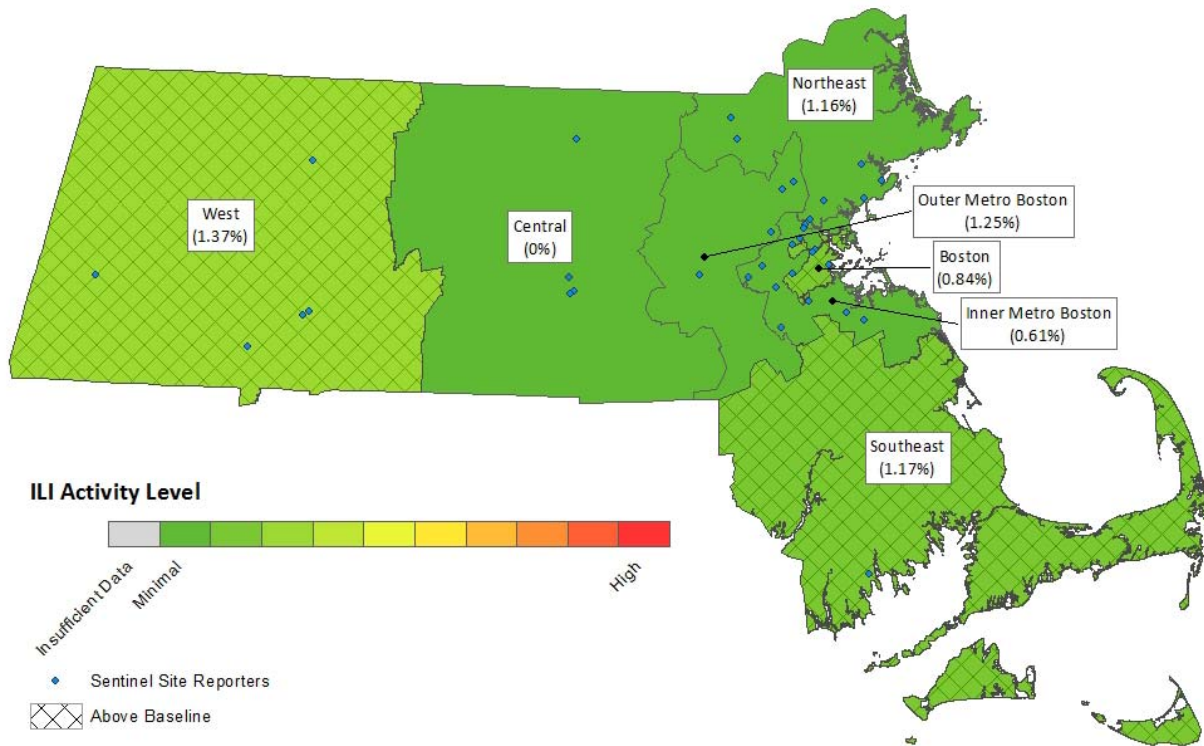 Northeast
(1.16%)
Outer Metro Boston
(1.25%)
West
(1.37%)
Central
(0%)
Boston
(0.84%)
Inner Metro Boston
(0.61%)
Southeast
(1.17%)
ILI Activity Level
Insufficient Data
Minimal
High
Sentinel Site Reporters
Above Baseline